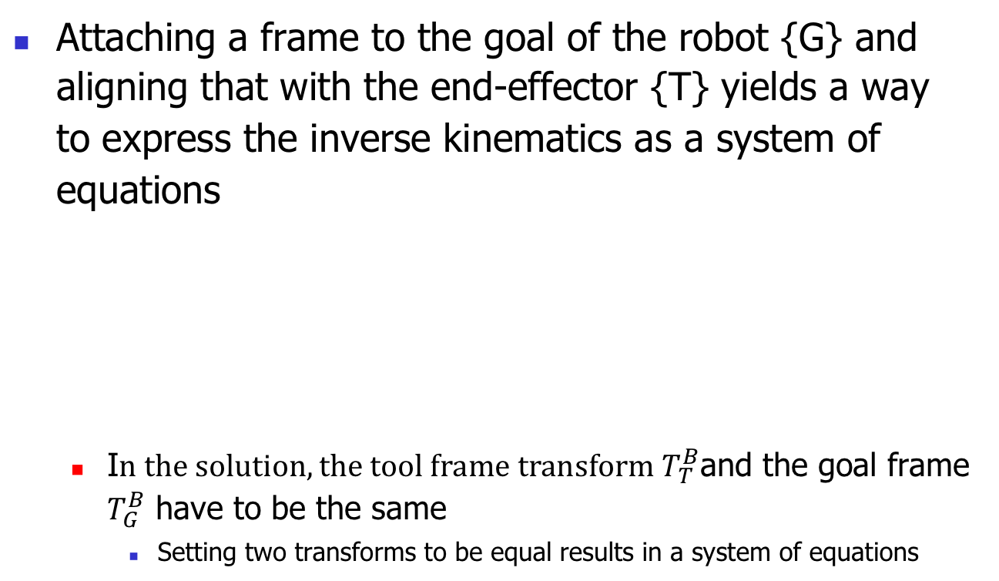 ▪ Attaching a frame to the goal of the robot {G} and
aligning that with the end-effector {T} yields a way
to express the inverse kinematics as a system of
equations
▪ In the solution, the tool frame transform 𝑇_𝑇^𝐵 and the goal frame
𝑇_𝐺^𝐵 have to be the same
▪ Setting two transforms to be equal results in a system of equations